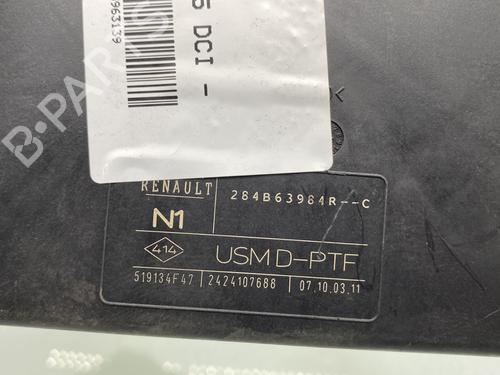 963139
5 DCI -
B-PARTS
RENAULT
284B63984R--C
N1
414
USM D-PTF
519134F47
2424107688
07.10.03.11